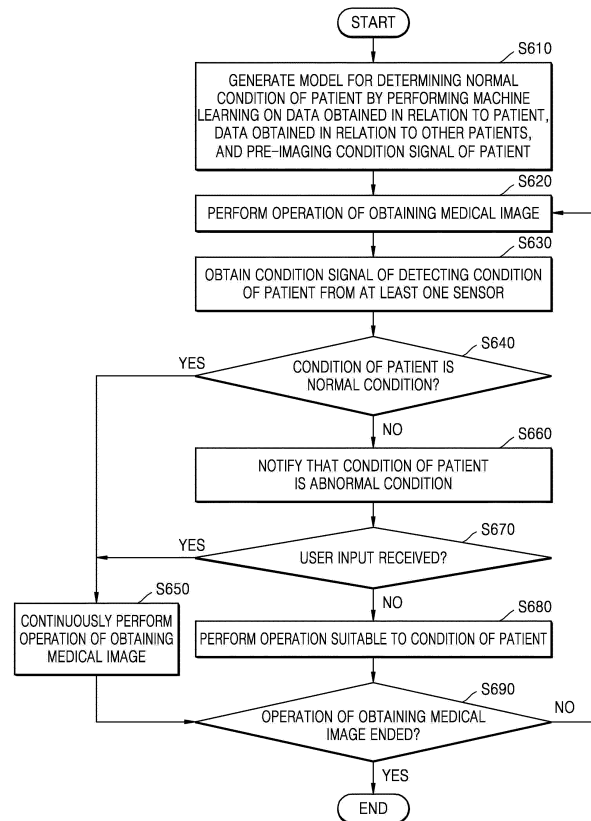 START
S610
GENERATE MODEL FOR DETERMINING NORMAL
CONDITION OF PATIENT BY PERFORMING MACHINE
LEARNING ON DATA OBTAINED IN RELATION TO PATIENT,
DATA OBTAINED IN RELATION TO OTHER PATIENTS,
AND PRE-IMAGING CONDITION SIGNAL OF PATIENT
S620
PERFORM OPERATION OF OBTAINING MEDICAL IMAGE
S630
OBTAIN CONDITION SIGNAL OF DETECTING CONDITION
OF PATIENT FROM AT LEAST ONE SENSOR
S640
YES
CONDITION OF PATIENT IS
NORMAL CONDITION?
NO
S660
NOTIFY THAT CONDITION OF PATIENT
IS ABNORMAL CONDITION
S670
YES
USER INPUT RECEIVED?
NO
S650
CONTINUOUSLY PERFORM
OPERATION OF OBTAINING
MEDICAL IMAGE
S680
PERFORM OPERATION SUITABLE TO CONDITION OF PATIENT
S690
OPERATION OF OBTAINING MEDICAL
IMAGE ENDED?
NO
YES
END